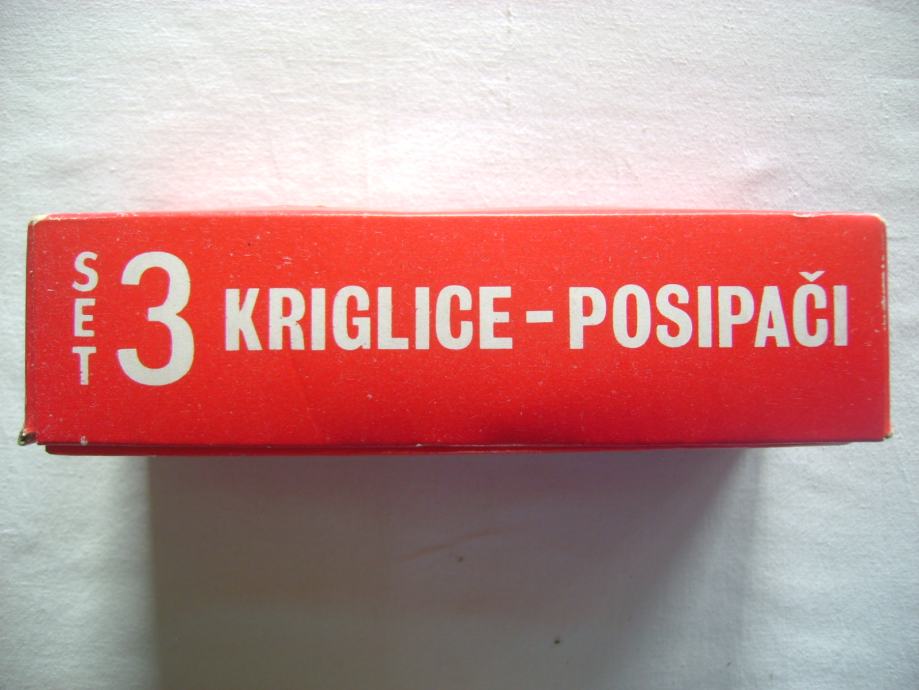 SET 3 KRIGLICE - POSIPAČI